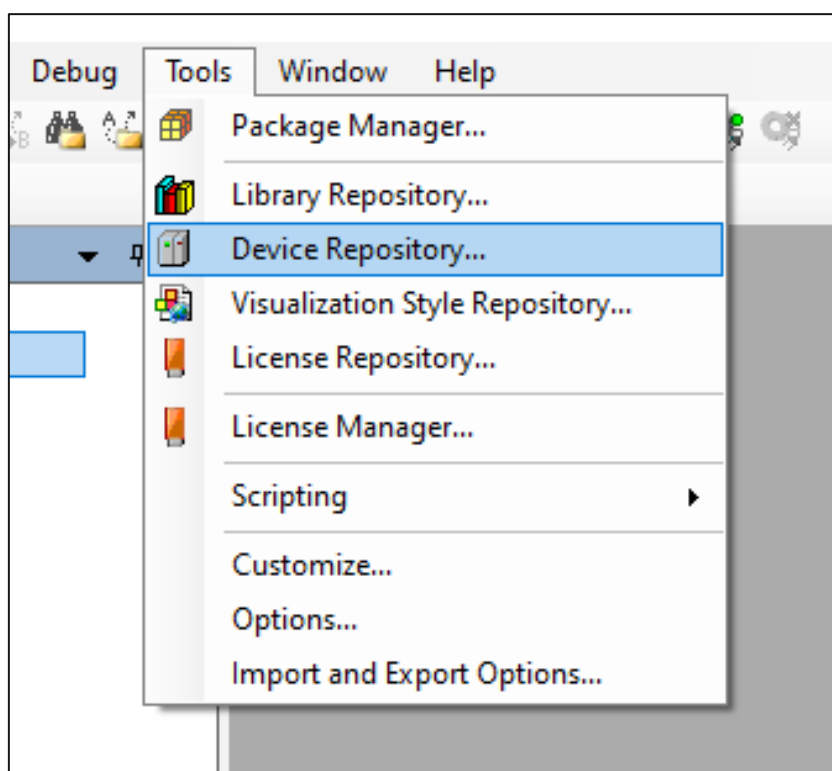 Debug Tools Window Help
Package Manager...
Library Repository...
Device Repository...
Visualization Style Repository...
License Repository...
License Manager...
Scripting
Customize...
Options...
Import and Export Options...